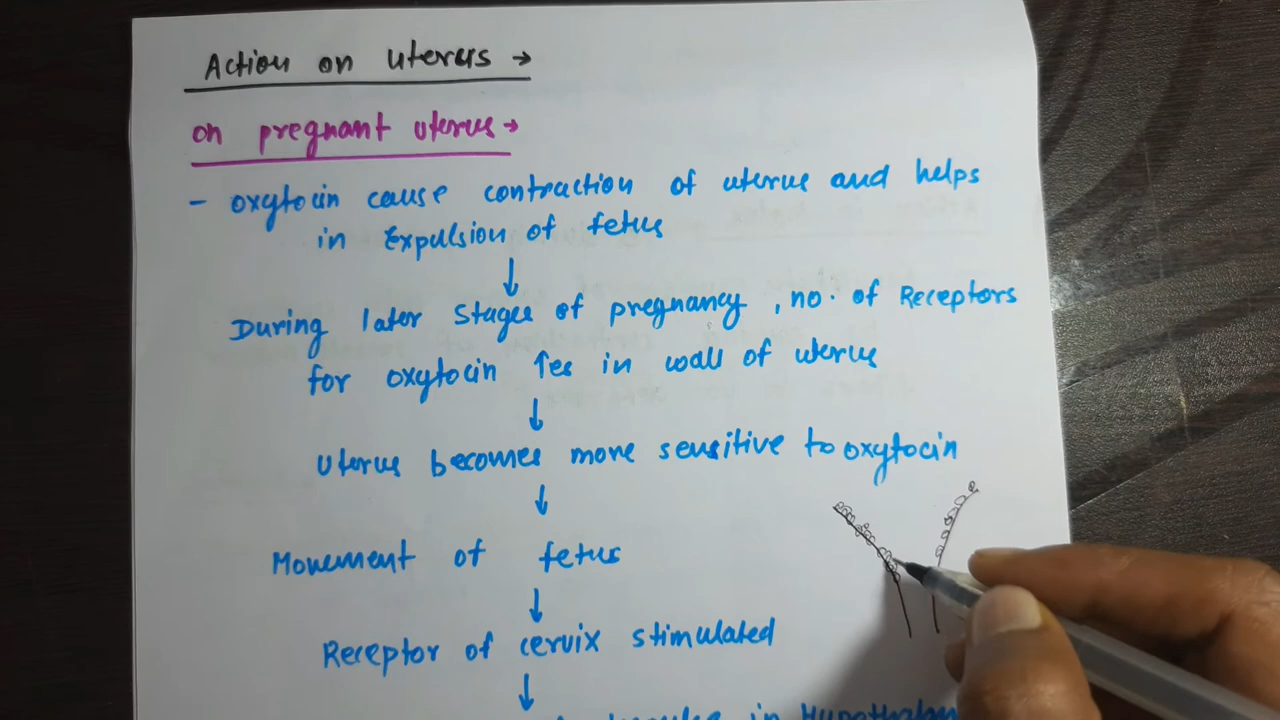 Action on uterus →
on pregnant uterus →
- oxytocin cause contraction of uterus and helps
in Expulsion of fetus
↓
During later stages of pregnancy, no. of Receptors
for oxytocin ↑es in wall of uterus
↓
Uterus becomes more sensitive to oxytocin
↓
Movement of fetus
↓
Receptor of cervix stimulated
↓
in